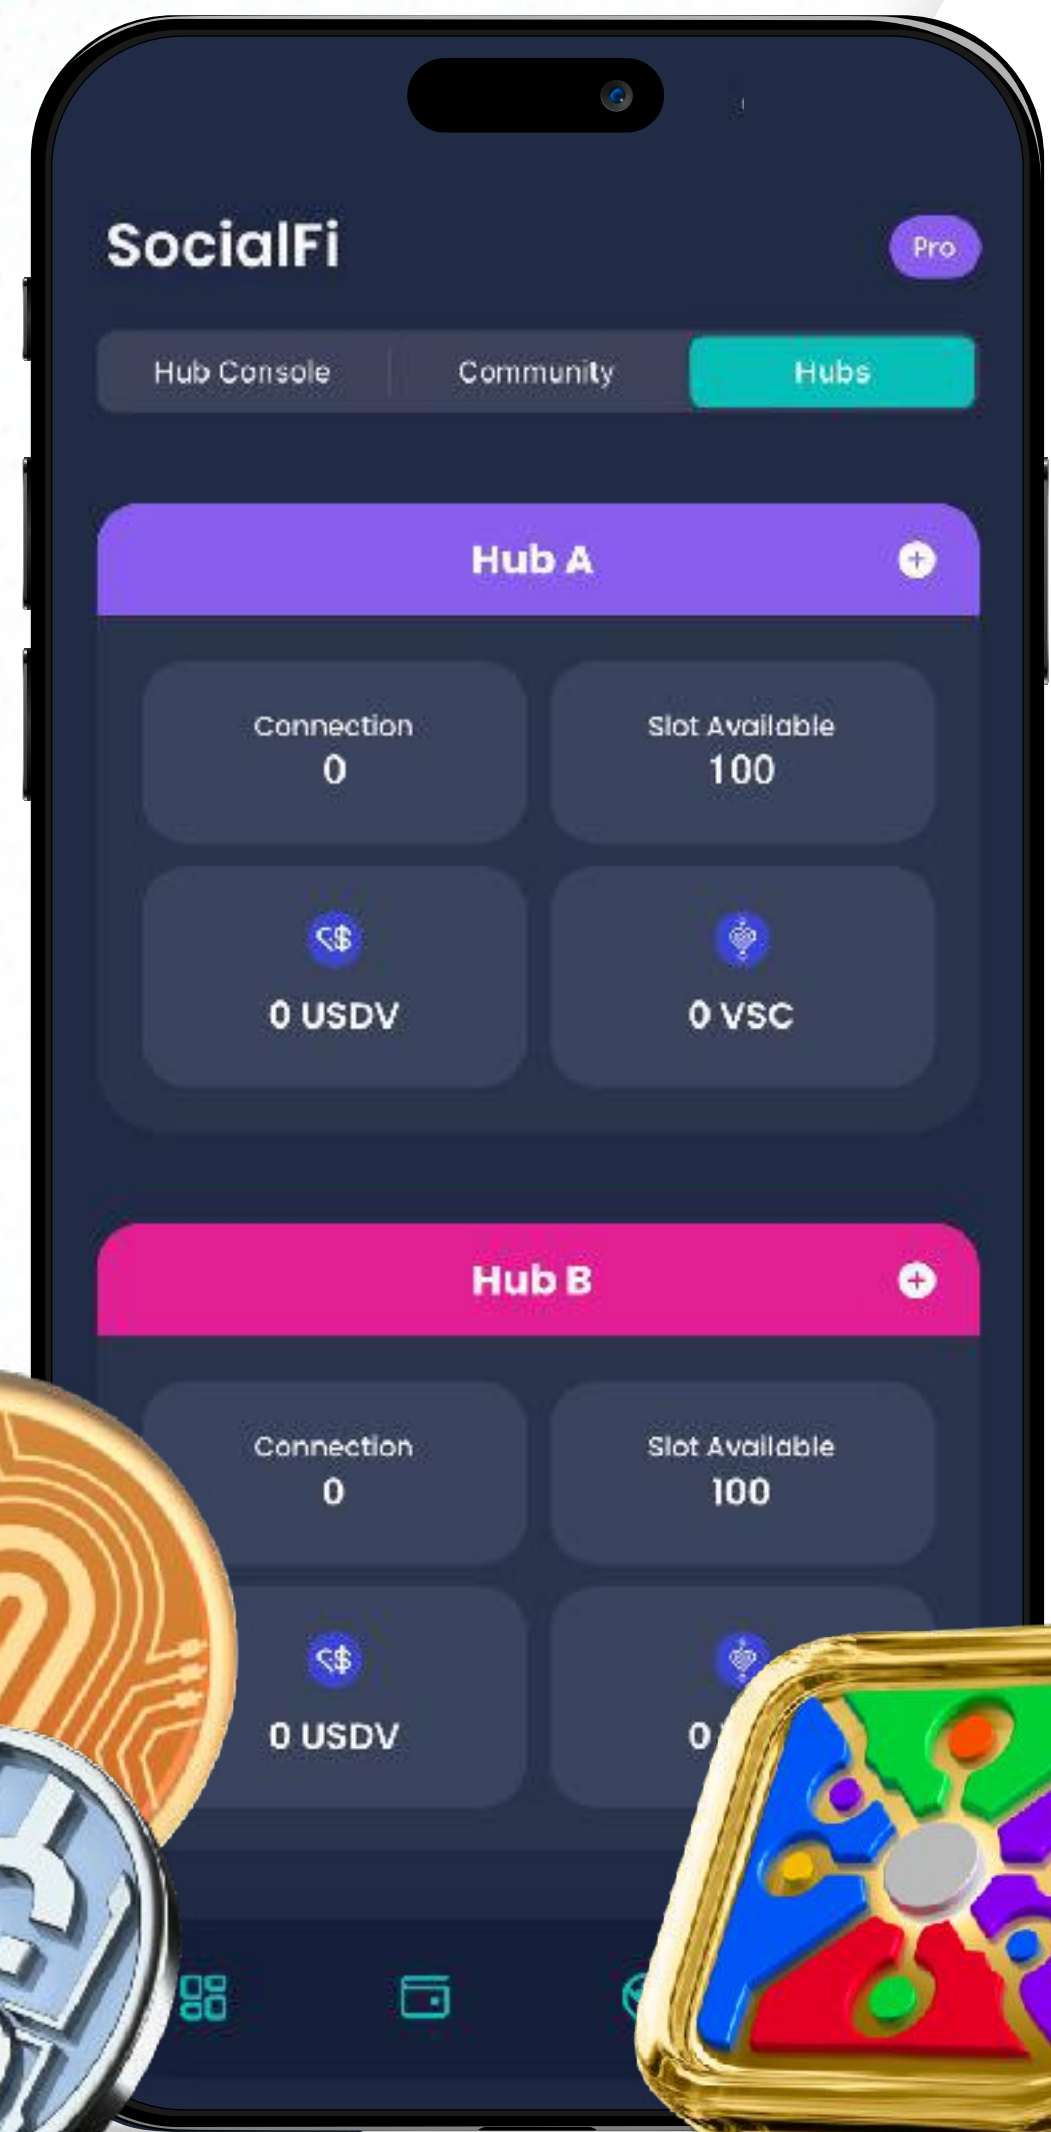 SocialFi
Pro
Hub Console
Community
Hubs
Hub A
Connection
0
Slot Available
100
0 USDV
0 VSC
Hub B
Connection
0
Slot Available
100
0 USDV
0